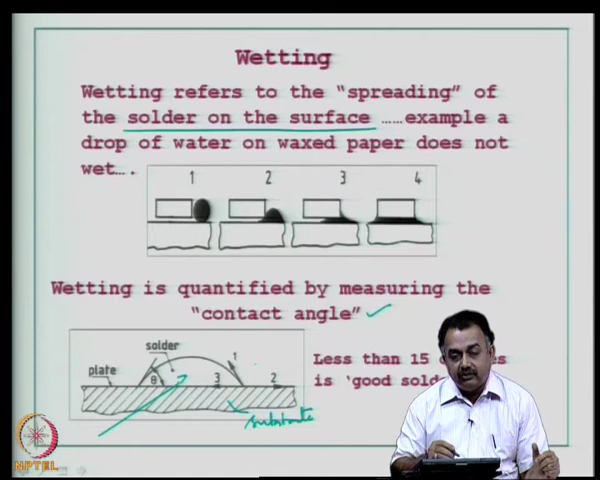 Wetting
Wetting refers to the "spreading" of
the solder on the surface ……example a
drop of water on waxed paper does not
wet….
1 2 3 4
Wetting is quantified by measuring the
"contact angle"
solder
plate
θ
1
3
2
substrate
Less than 15
is 'good
NPTEL